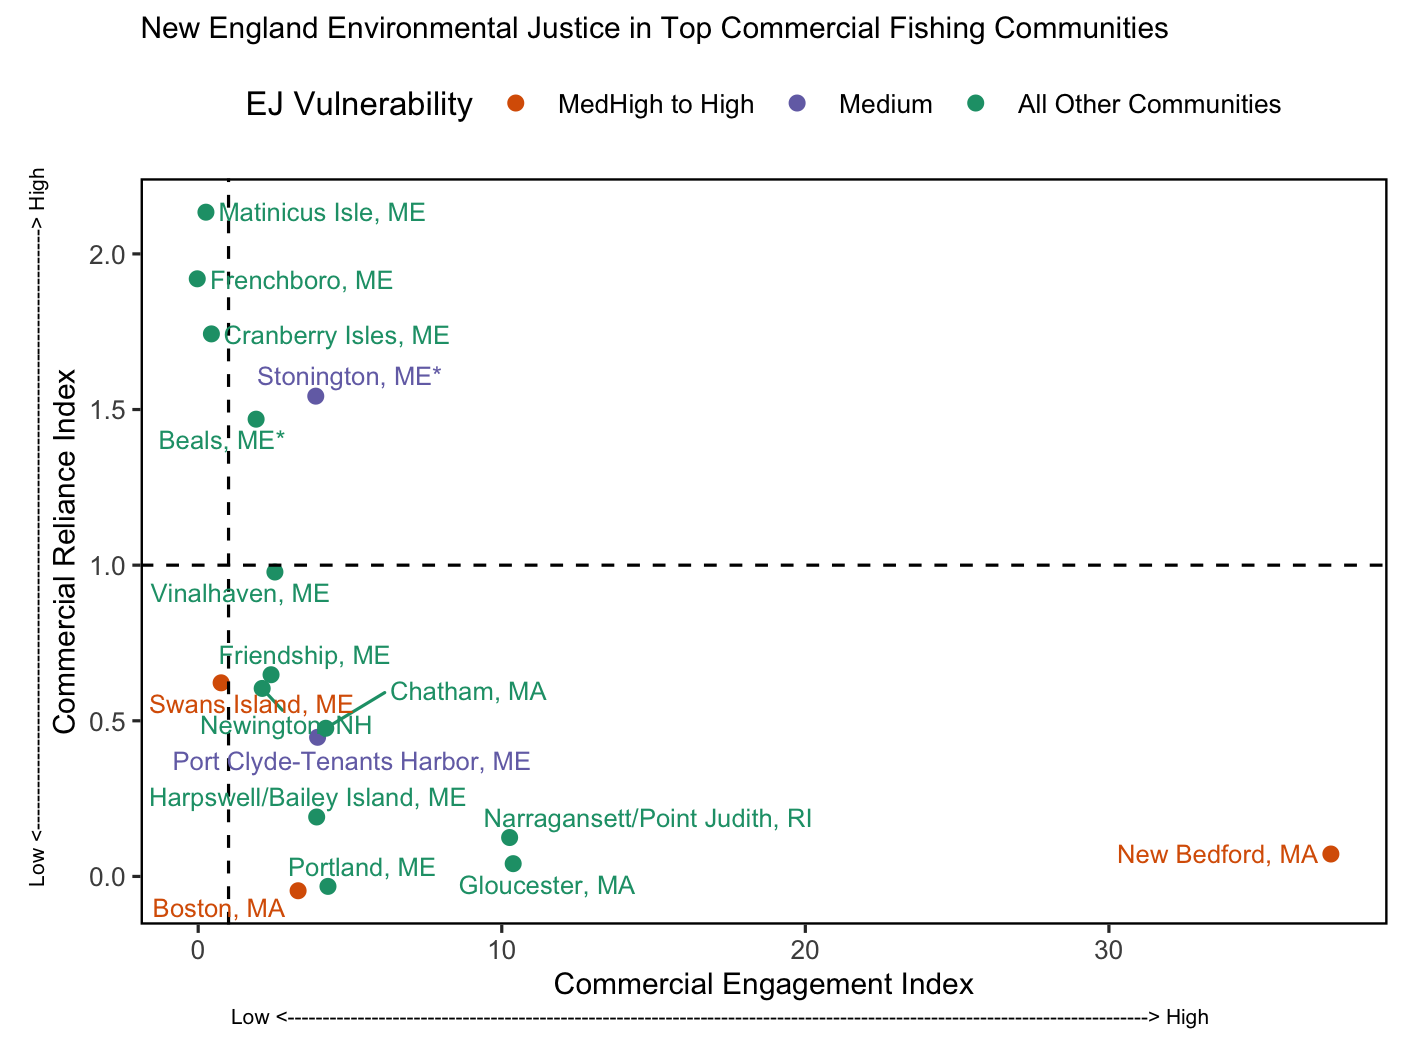 New England Environmental Justice in Top Commercial Fishing Communities
EJ Vulnerability MedHigh to High Medium All Other Communities
Low <---------------------------------------------------------------------------------------> High
Commercial Reliance Index
2.0
1.5
1.0
0.5
0.0
Matinicus Isle, ME
Frenchboro, ME
Cranberry Isles, ME
Stonington, ME*
Beals, ME*
Vinalhaven, ME
Friendship, ME
Chatham, MA
Swans Island, ME
Newington, NH
Port Clyde-Tenants Harbor, ME
Harpswell/Bailey Island, ME
Narragansett/Point Judith, RI
New Bedford, MA
Portland, ME
Gloucester, MA
Boston, MA
0 10 20 30
Commercial Engagement Index
Low <---------------------------------------------------------------------------------------------------------------------------> High